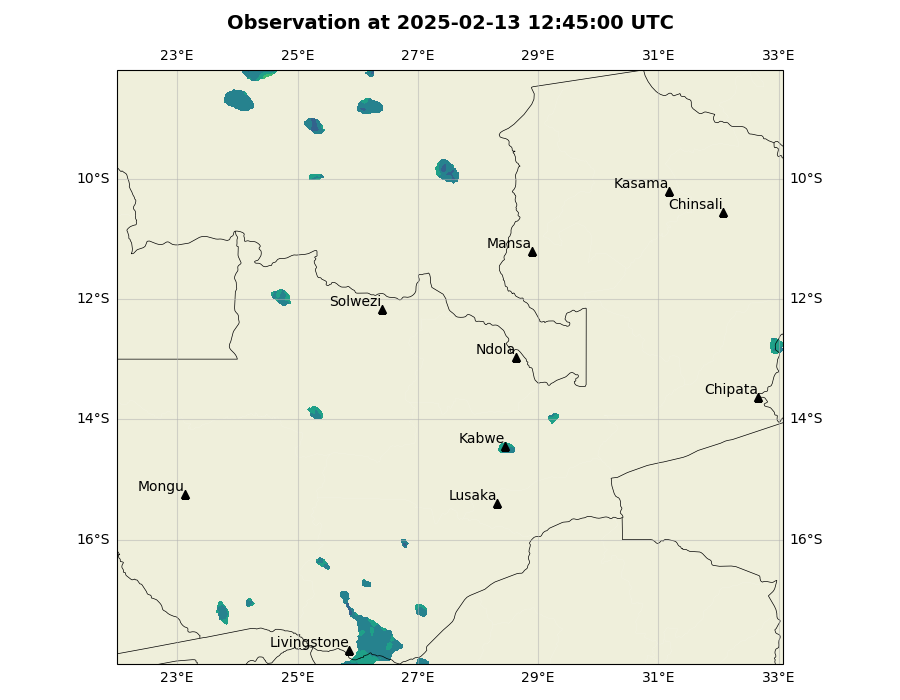 Observation at 2025-02-13 12:45:00 UTC
23°E 25°E 27°E 29°E 31°E 33°E
10°S 10°S
Kasama
Chinsali
Mansa
12°S 12°S
Solwezi
Ndola
Chipata
14°S 14°S
Kabwe
Mongu
Lusaka
16°S 16°S
Livingstone
23°E 25°E 27°E 29°E 31°E 33°E